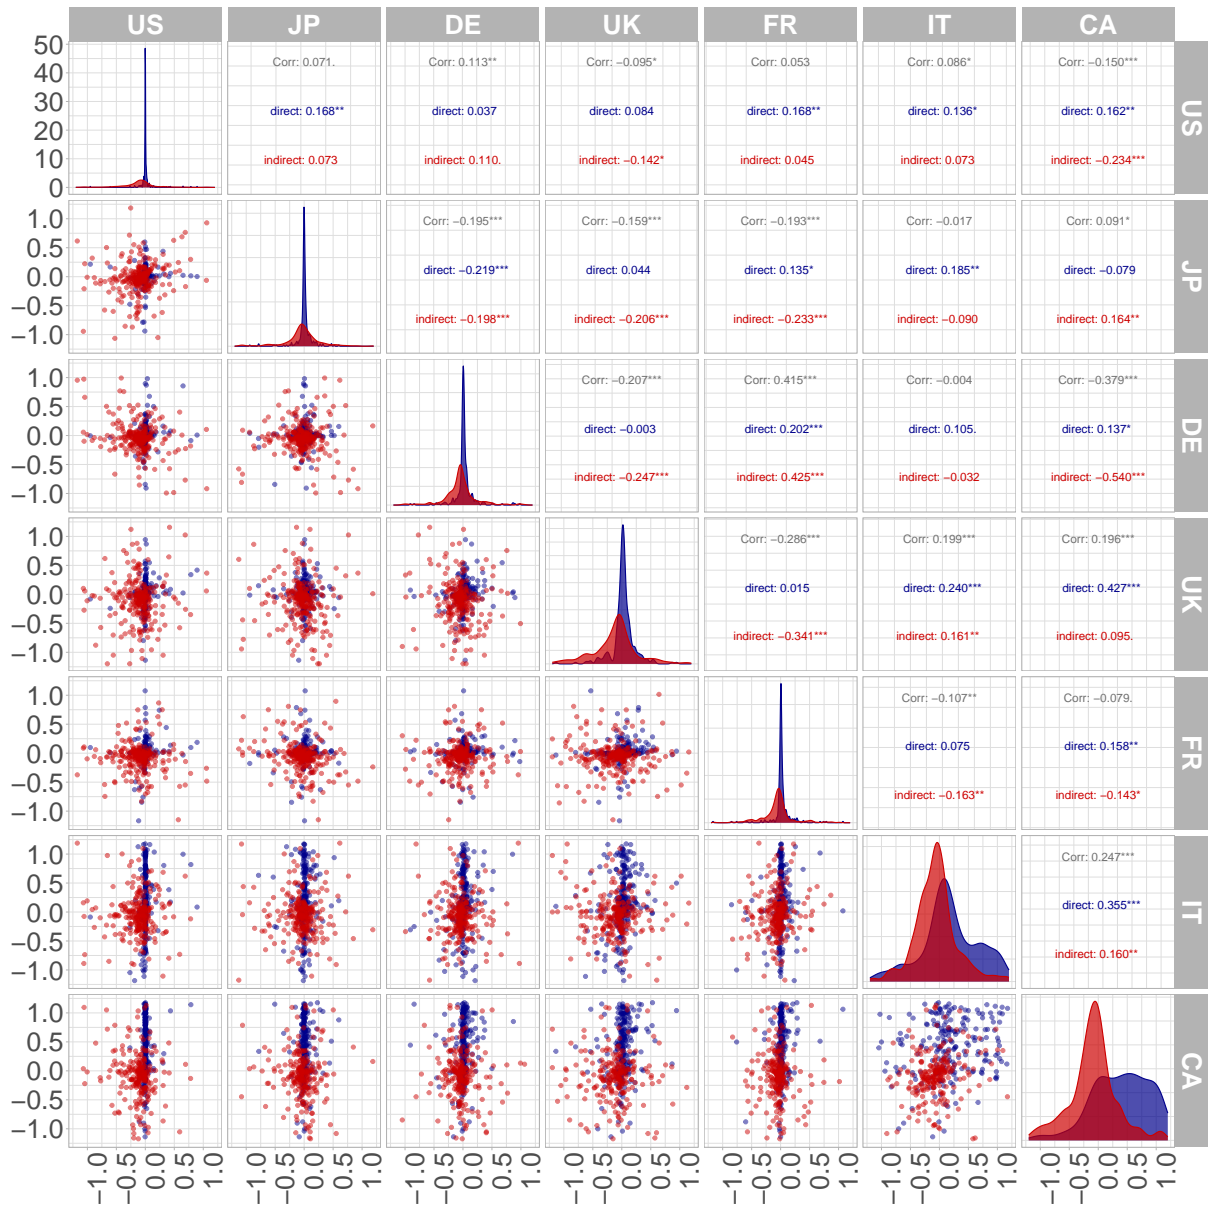 US JP DE UK FR IT CA
50
40
30
20
10
0
Corr: 0.071. Corr: 0.113** Corr: −0.095* Corr: 0.053 Corr: 0.086* Corr: −0.150***
direct: 0.168** direct: 0.037 direct: 0.084 direct: 0.168** direct: 0.136* direct: 0.162**
indirect: 0.073 indirect: 0.110. indirect: −0.142* indirect: 0.045 indirect: 0.073 indirect: −0.234***
US
1.0
0.5
0.0
−0.5
−1.0
Corr: −0.195*** Corr: −0.159*** Corr: −0.193*** Corr: −0.017 Corr: 0.091*
direct: −0.219*** direct: 0.044 direct: 0.135* direct: 0.185** direct: −0.079
indirect: −0.198*** indirect: −0.206*** indirect: −0.233*** indirect: −0.090 indirect: 0.164**
JP
1.0
0.5
0.0
−0.5
−1.0
Corr: −0.207*** Corr: 0.415*** Corr: −0.004 Corr: −0.379***
direct: −0.003 direct: 0.202*** direct: 0.105. direct: 0.137*
indirect: −0.247*** indirect: 0.425*** indirect: −0.032 indirect: −0.540***
DE
1.0
0.5
0.0
−0.5
−1.0
Corr: −0.286*** Corr: 0.199*** Corr: 0.196***
direct: 0.015 direct: 0.240*** direct: 0.427***
indirect: −0.341*** indirect: 0.161** indirect: 0.095.
UK
1.0
0.5
0.0
−0.5
−1.0
Corr: −0.107** Corr: −0.079.
direct: 0.075 direct: 0.158**
indirect: −0.163** indirect: −0.143*
FR
1.0
0.5
0.0
−0.5
−1.0
Corr: 0.247***
direct: 0.355***
indirect: 0.160**
IT
1.0
0.5
0.0
−0.5
−1.0
CA
−1.0 −0.5 0.0 0.5 1.0 −1.0 −0.5 0.0 0.5 1.0 −1.0 −0.5 0.0 0.5 1.0 −1.0 −0.5 0.0 0.5 1.0 −1.0 −0.5 0.0 0.5 1.0 −1.0 −0.5 0.0 0.5 1.0 −1.0 −0.5 0.0 0.5 1.0